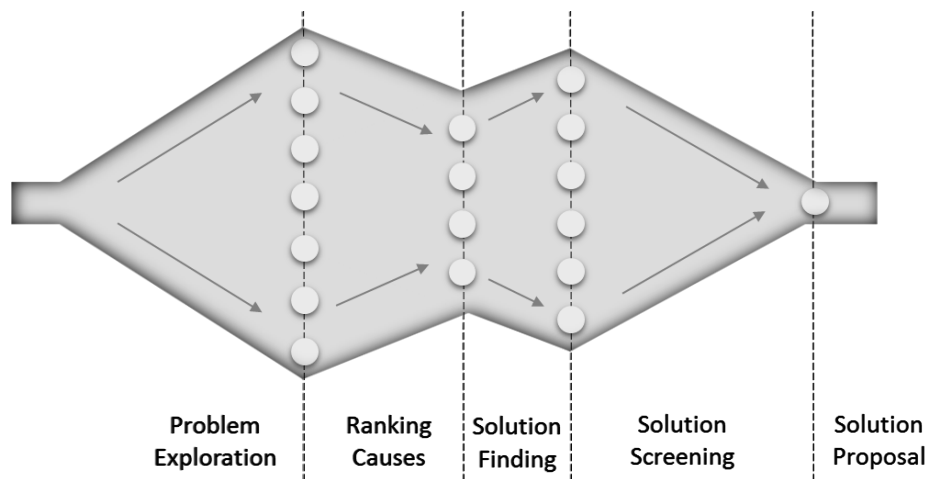 Problem
Exploration
Ranking
Causes
Solution
Finding
Solution
Screening
Solution
Proposal